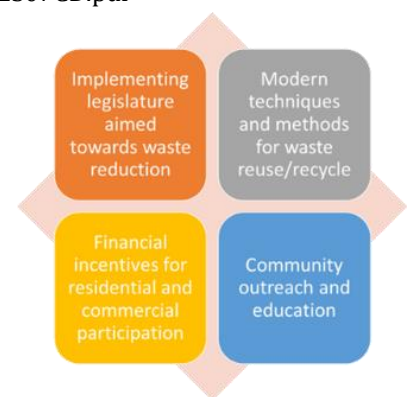 Implementing
legislature
aimed
towards waste
reduction
Modern
techniques
and methods
for waste
reuse/recycle
Financial
incentives for
residential and
commercial
participation
Community
outreach and
education